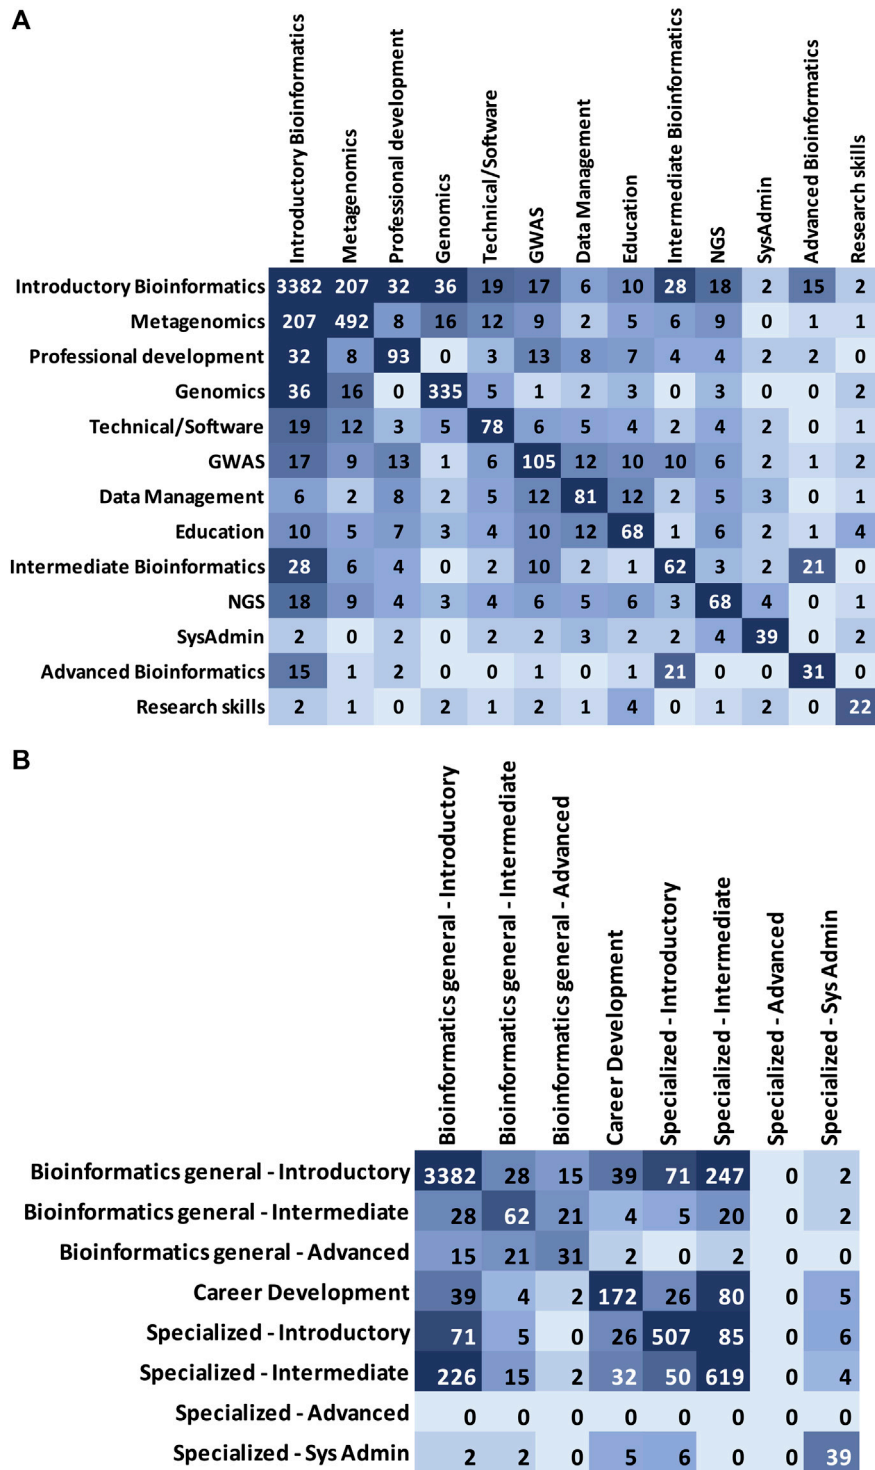 A
Introductory Bioinformatics
Metagenomics
Professional development
Genomics
Technical/Software
GWAS
Data Management
Education
Intermediate Bioinformatics
NGS
SysAdmin
Advanced Bioinformatics
Research skills
Introductory Bioinformatics 3382 207 32 36 19 17 6 10 28 18 2 15 2
Metagenomics 207 492 8 16 12 9 2 5 6 9 0 1 1
Professional development 32 8 93 0 3 13 8 7 4 4 2 2 0
Genomics 36 16 0 335 5 1 2 3 0 3 0 0 2
Technical/Software 19 12 3 5 78 6 5 4 2 4 2 0 1
GWAS 17 9 13 1 6 105 12 10 10 6 2 1 2
Data Management 6 2 8 2 5 12 81 12 2 5 3 0 1
Education 10 5 7 3 4 10 12 68 1 6 2 1 4
Intermediate Bioinformatics 28 6 4 0 2 10 2 1 62 3 2 21 0
NGS 18 9 4 3 4 6 5 6 3 68 4 0 1
SysAdmin 2 0 2 0 2 2 3 2 2 4 39 0 2
Advanced Bioinformatics 15 1 2 0 0 1 0 1 21 0 0 31 0
Research skills 2 1 0 2 1 2 1 4 0 1 2 0 22
B
Bioinformatics general - Introductory
Bioinformatics general - Intermediate
Bioinformatics general - Advanced
Career Development
Specialized - Introductory
Specialized - Intermediate
Specialized - Advanced
Specialized - Sys Admin
Bioinformatics general - Introductory 3382 28 15 39 71 247 0 2
Bioinformatics general - Intermediate 28 62 21 4 5 20 0 2
Bioinformatics general - Advanced 15 21 31 2 0 2 0 0
Career Development 39 4 2 172 26 80 0 5
Specialized - Introductory 71 5 0 26 507 85 0 6
Specialized - Intermediate 226 15 2 32 50 619 0 4
Specialized - Advanced 0 0 0 0 0 0 0 0
Specialized - Sys Admin 2 2 0 5 6 0 0 39